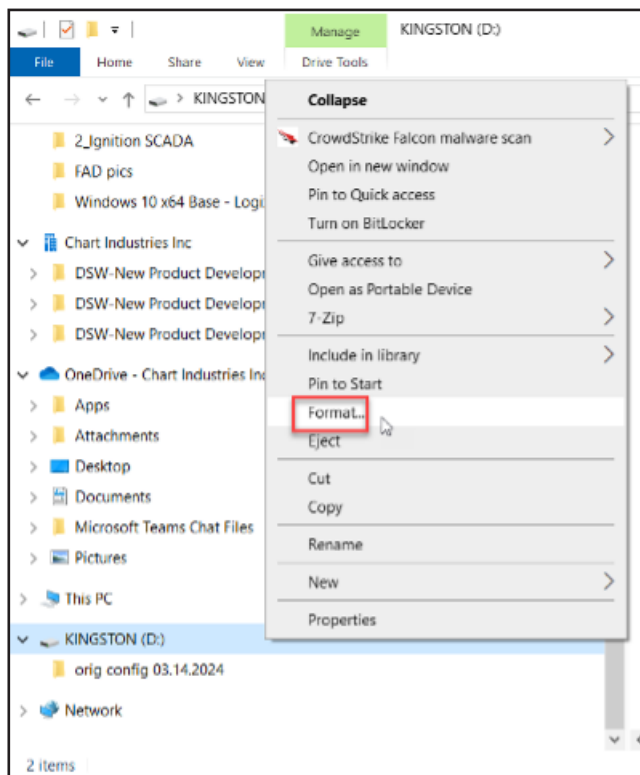 Manage
KINGSTON (D:)
File
Home
Share
View
Drive Tools
KINGSTON
2_Ignition SCADA
FAD pics
Windows 10 x64 Base - Logi
Chart Industries Inc
DSW-New Product Developr
DSW-New Product Developr
DSW-New Product Developr
OneDrive - Chart Industries Inc
Apps
Attachments
Desktop
Documents
Microsoft Teams Chat Files
Pictures
This PC
KINGSTON (D:)
orig config 03.14.2024
Network
2 items
Collapse
CrowdStrike Falcon malware scan
Open in new window
Pin to Quick access
Turn on BitLocker
Give access to
Open as Portable Device
7-Zip
Include in library
Pin to Start
Format...
Eject
Cut
Copy
Rename
New
Properties